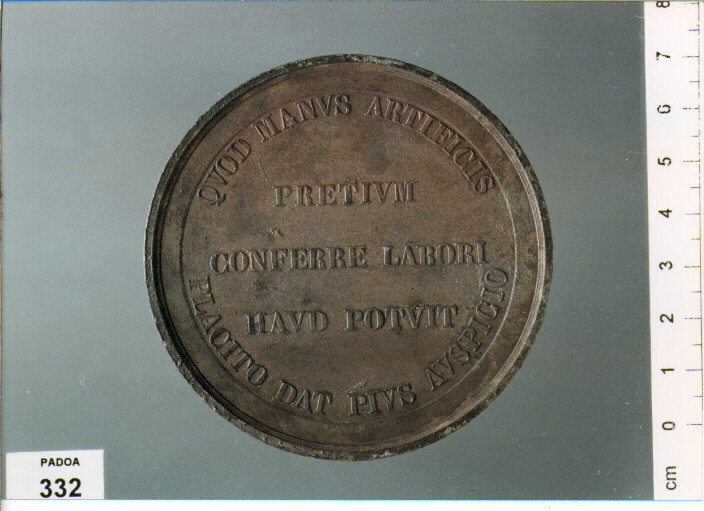 QVOD MANVS ARTIFICIS
PRETIVM
CONFERRE LABORI
HAVD POTVIT
PLACITO DAT PIVS AVSPICIO
PADOA
332
8
7
6
5
4
3
2
1
0
cm